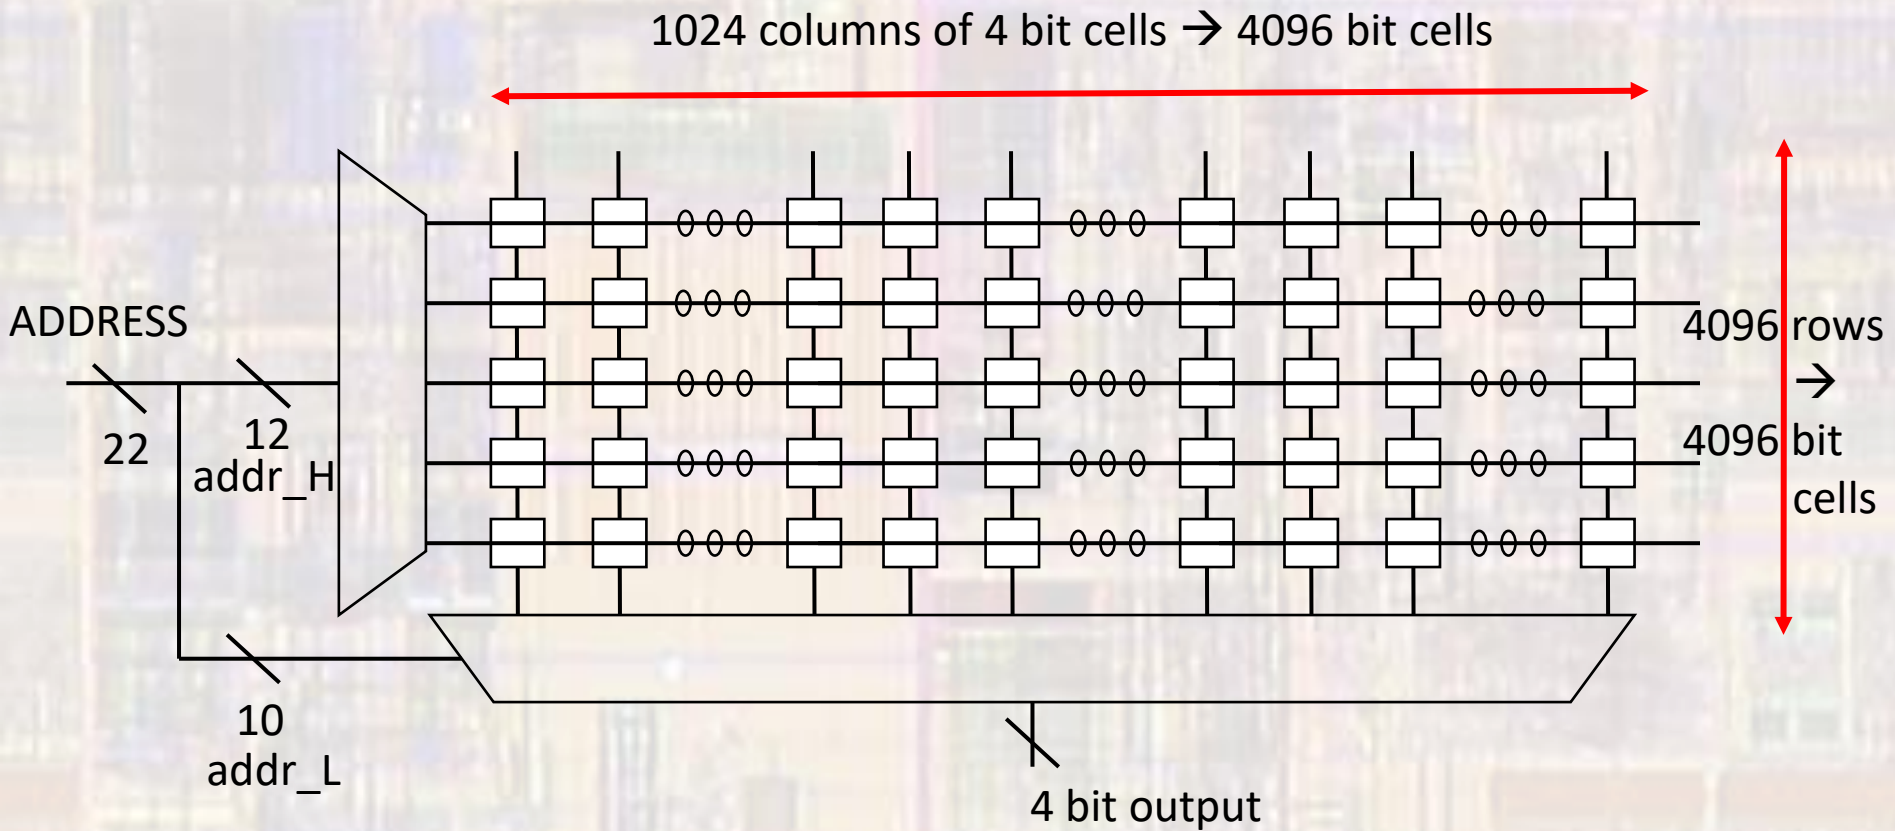 1024 columns of 4 bit cells → 4096 bit cells
ADDRESS
22
12
addr_H
4096 rows
→
4096 bit
cells
10
addr_L
4 bit output